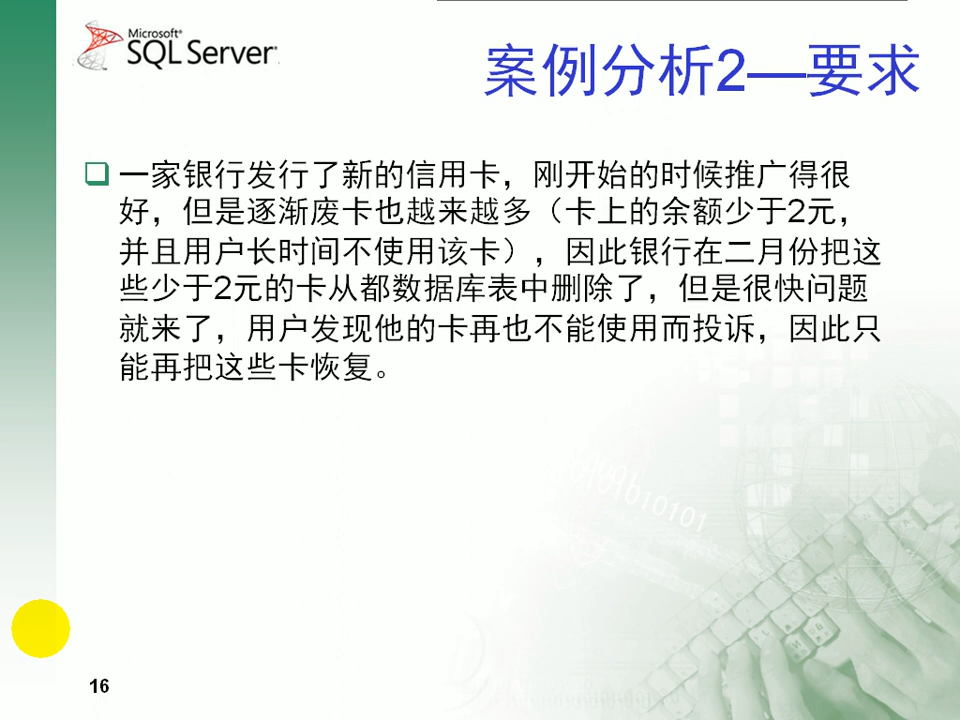 Microsoft®
SQL Server
案例分析2—要求
一家银行发行了新的信用卡，刚开始的时候推广得很
好，但是逐渐废卡也越来越多（卡上的余额少于2元，
并且用户长时间不使用该卡），因此银行在二月份把这
些少于2元的卡从都数据库表中删除了，但是很快问题
就来了，用户发现他的卡再也不能使用而投诉，因此只
能再把这些卡恢复。
16